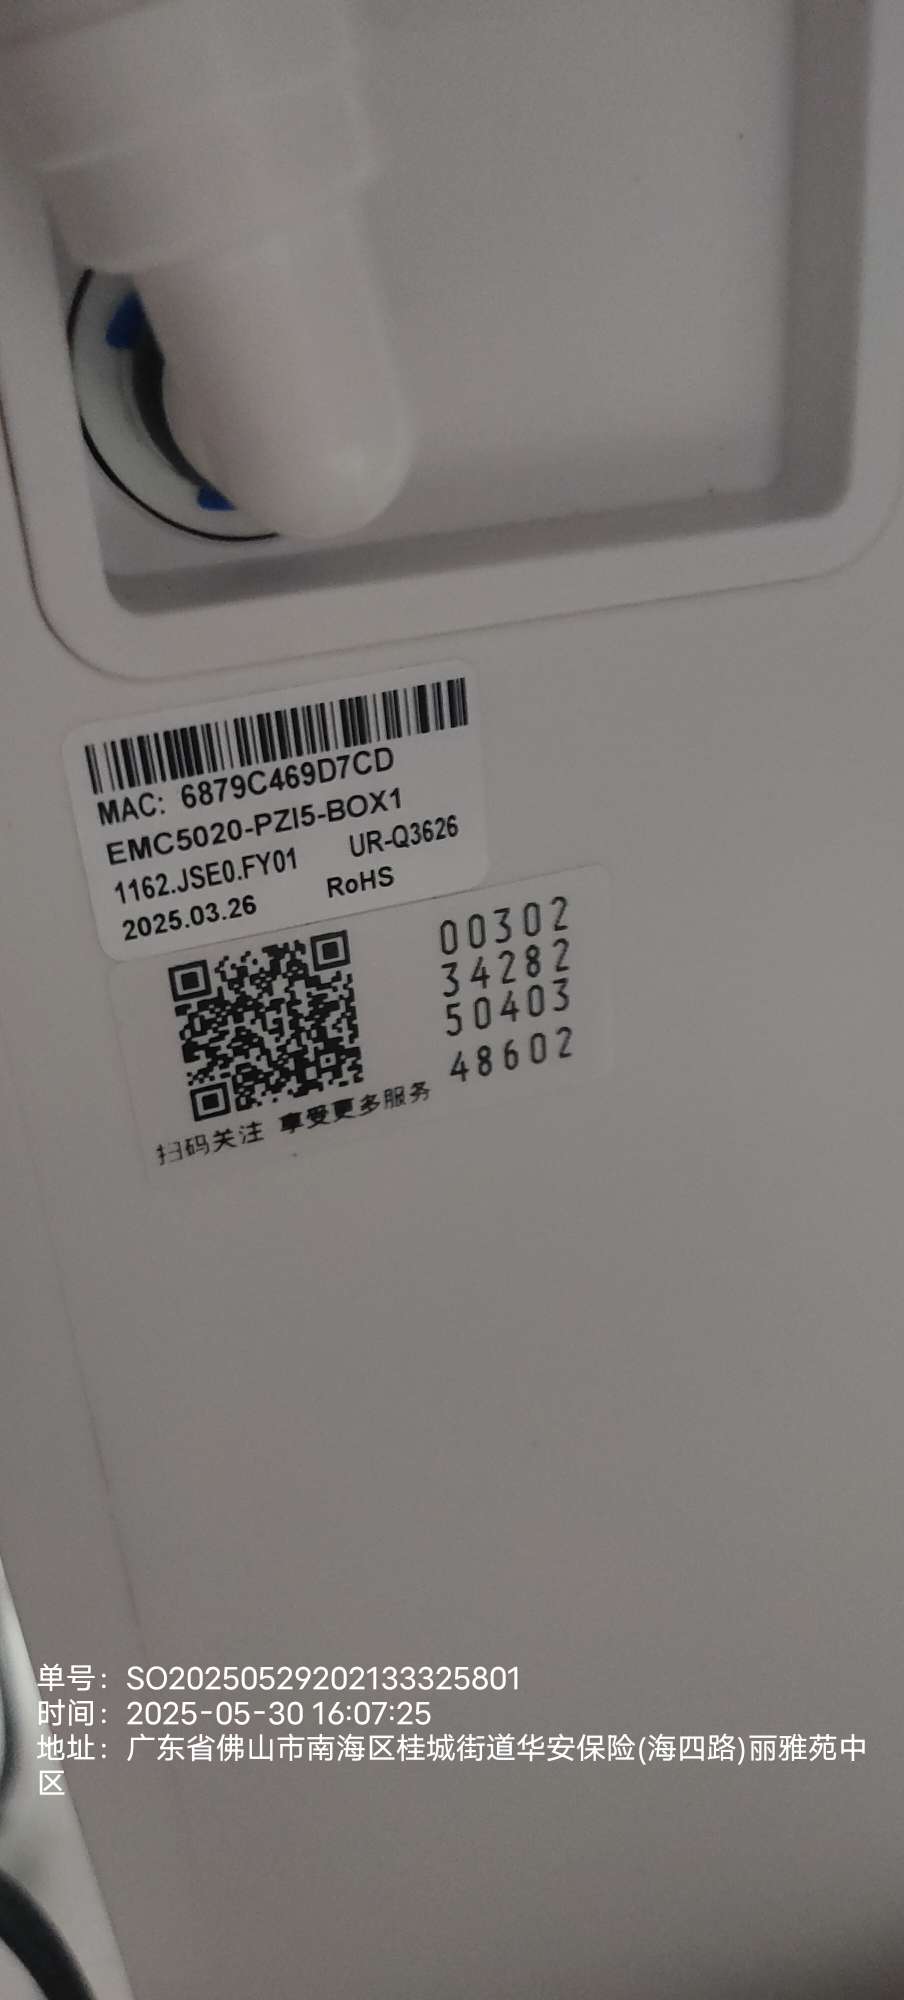 MAC: 6879C469D7CD
EMC5020-PZI5-BOX1
1162.JSE0.FY01 UR-Q3626
2025.03.26 RoHS
00302
34282
50403
48602
扫码关注 享受更多服务
单号：SO20250529202133325801
时间：2025-05-30 16:07:25
地址：广东省佛山市南海区桂城街道华安保险(海四路)丽雅苑中
区